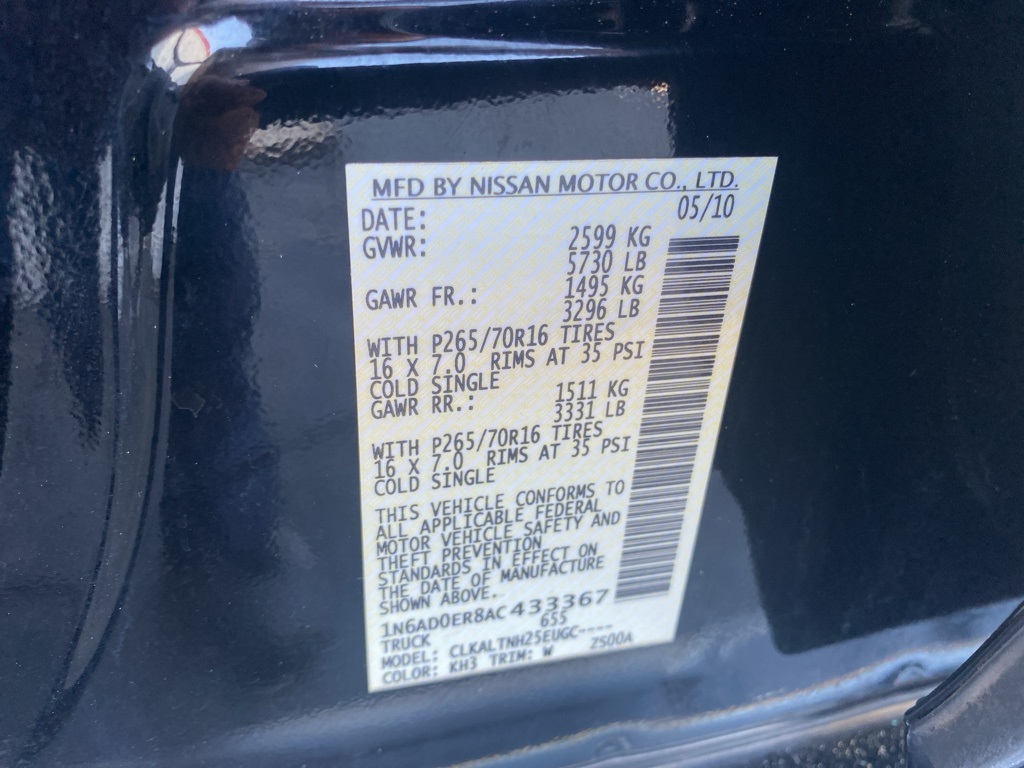 MFD BY NISSAN MOTOR CO., LTD.
DATE: 05/10
GVWR: 2599 KG
5730 LB
GAWR FR.: 1495 KG
3296 LB
WITH P265/70R16 TIRES
16 X 7.0 RIMS AT 35 PSI
COLD SINGLE
GAWR RR.: 1511 KG
3331 LB
WITH P265/70R16 TIRES
16 X 7.0 RIMS AT 35 PSI
COLD SINGLE
THIS VEHICLE CONFORMS TO
ALL APPLICABLE FEDERAL
MOTOR VEHICLE SAFETY AND
THEFT PREVENTION
STANDARDS IN EFFECT ON
THE DATE OF MANUFACTURE
SHOWN ABOVE.
1N6AD0ER8AC433367
TRUCK 655
MODEL: CLKALTNH25EUGC----
COLOR: KH3 TRIM: W ZS00A